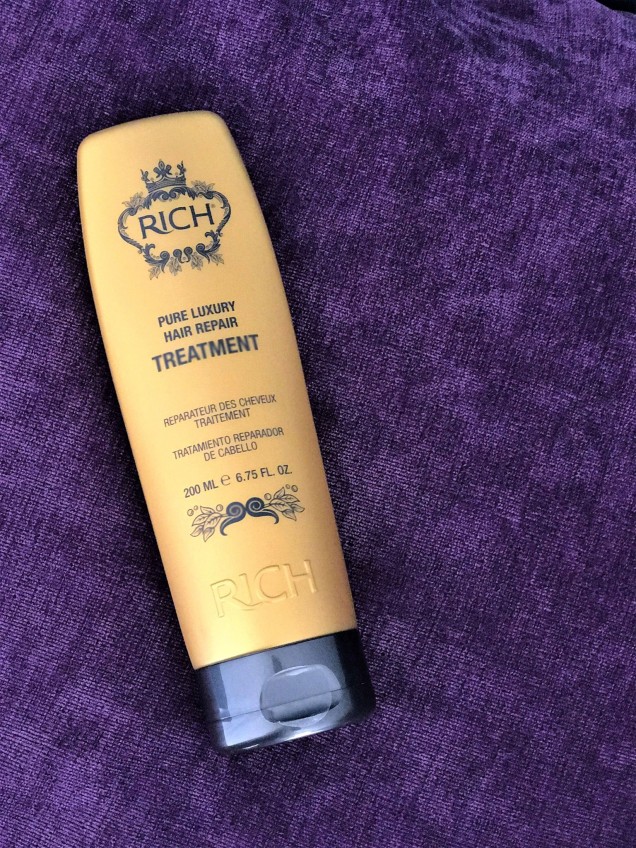 RICH
PURE LUXURY
HAIR REPAIR
TREATMENT
REPARATEUR DES CHEVEUX
TRAITEMENT
TRATAMIENTO REPARADOR
DE CABELLO
200 ML ℮ 6.75 FL. OZ.
RICH